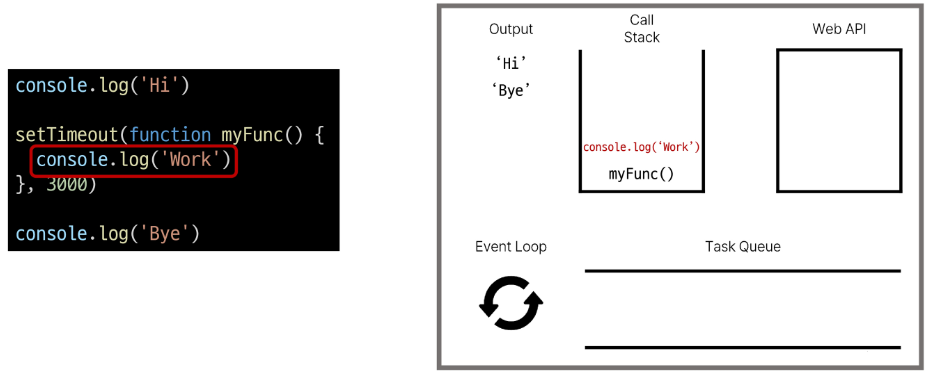 console.log('Hi')
setTimeout(function myFunc() {
console.log('Work')
}, 3000)
console.log('Bye')
Output
‘Hi’
‘Bye’
Call
Stack
console.log(‘Work’)
myFunc()
Web API
Event Loop
Task Queue